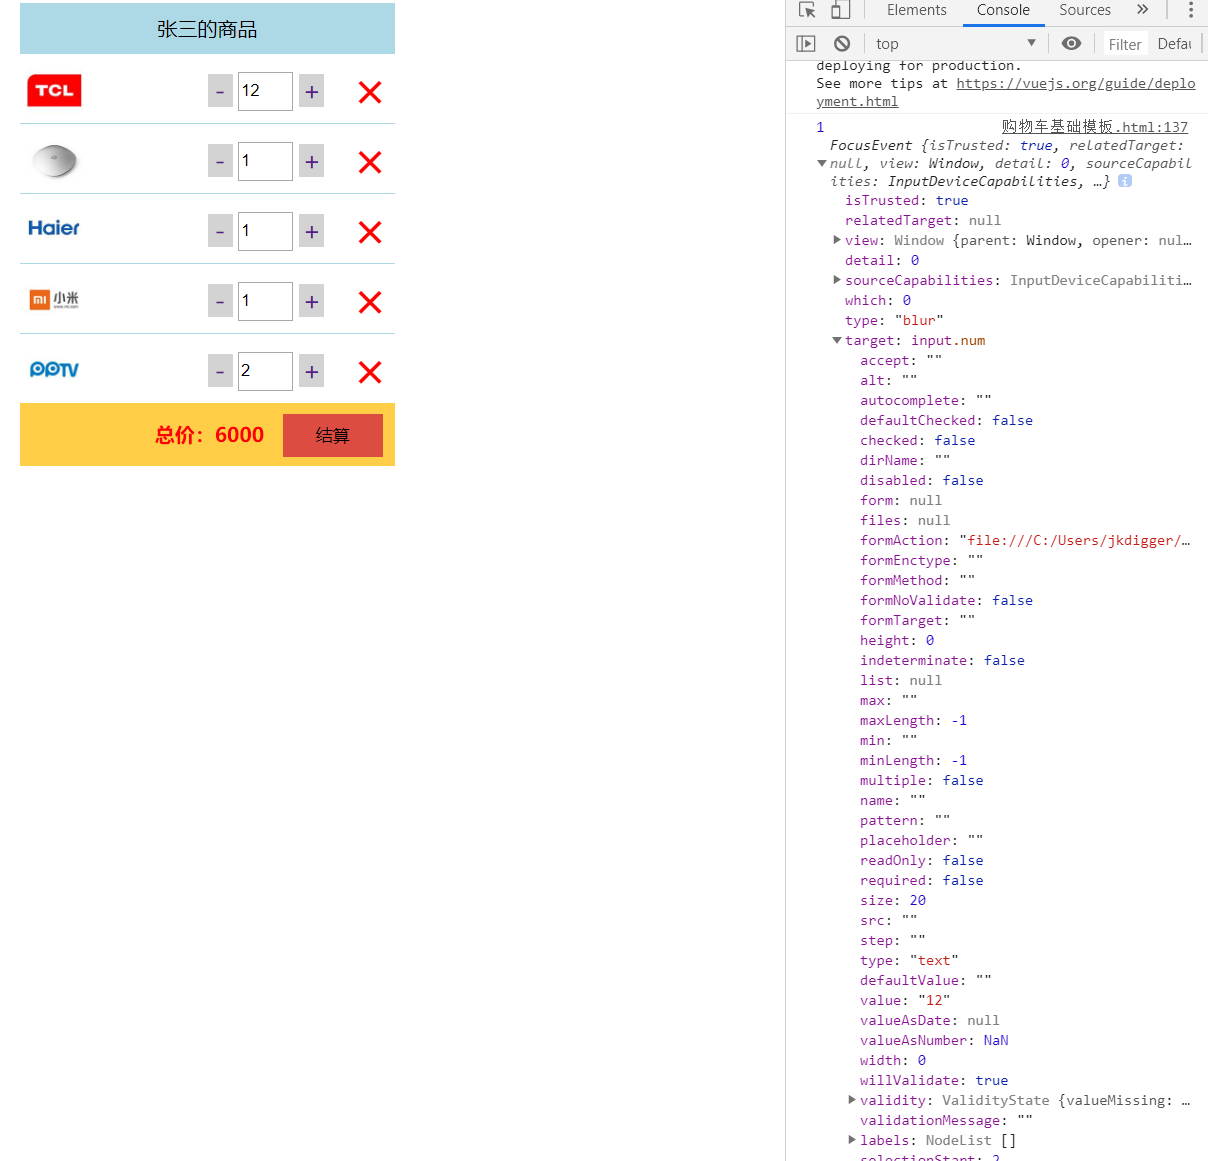 张三的商品
TCL
- 12 +
- 1 +
Haier
- 1 +
小米
- 1 +
PPTV
- 2 +
总价：6000
结算
Elements Console Sources »
top Filter Defau
deploying for production.
See more tips at https://vuejs.org/guide/deplo
yment.html
1 购物车基础模板.html:137
FocusEvent {isTrusted: true, relatedTarget:
null, view: Window, detail: 0, sourceCapabil
ities: InputDeviceCapabilities, …}
isTrusted: true
relatedTarget: null
view: Window {parent: Window, opener: nul…
detail: 0
sourceCapabilities: InputDeviceCapabiliti…
which: 0
type: "blur"
target: input.num
accept: ""
alt: ""
autocomplete: ""
defaultChecked: false
checked: false
dirName: ""
disabled: false
form: null
files: null
formAction: "file:///C:/Users/jkdigger/…
formEnctype: ""
formMethod: ""
formNoValidate: false
formTarget: ""
height: 0
indeterminate: false
list: null
max: ""
maxLength: -1
min: ""
minLength: -1
multiple: false
name: ""
pattern: ""
placeholder: ""
readOnly: false
required: false
size: 20
src: ""
step: ""
type: "text"
defaultValue: ""
value: "12"
valueAsDate: null
valueAsNumber: NaN
width: 0
willValidate: true
validity: ValidityState {valueMissing: …
validationMessage: ""
labels: NodeList []
selectionStart: 2